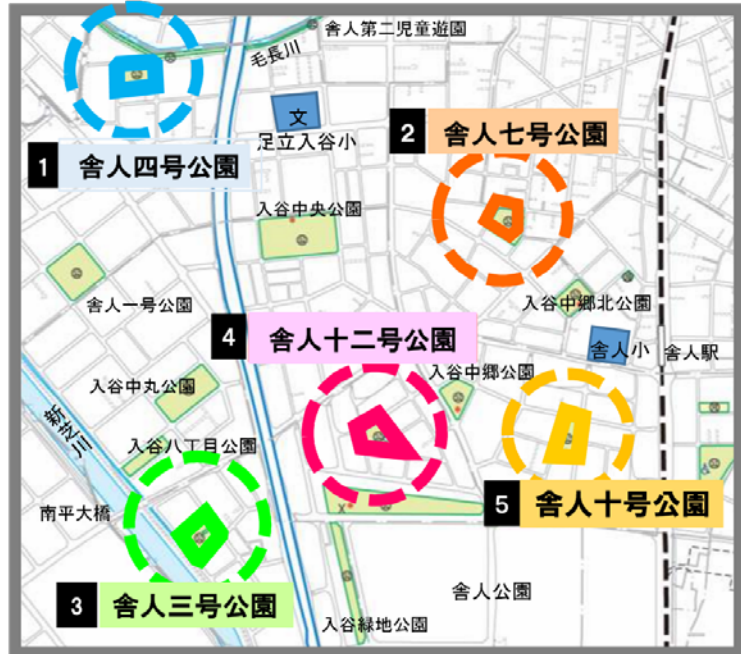 舎人第二児童遊園
毛長川
文
足立入谷小
1 舎人四号公園
2 舎人七号公園
入谷中央公園
舎人一号公園
入谷中郷北公園
4 舎人十二号公園
舎人小
舎人駅
入谷中丸公園
入谷中郷公園
新芝川
入谷八丁目公園
南平大橋
5 舎人十号公園
3 舎人三号公園
舎人公園
入谷緑地公園